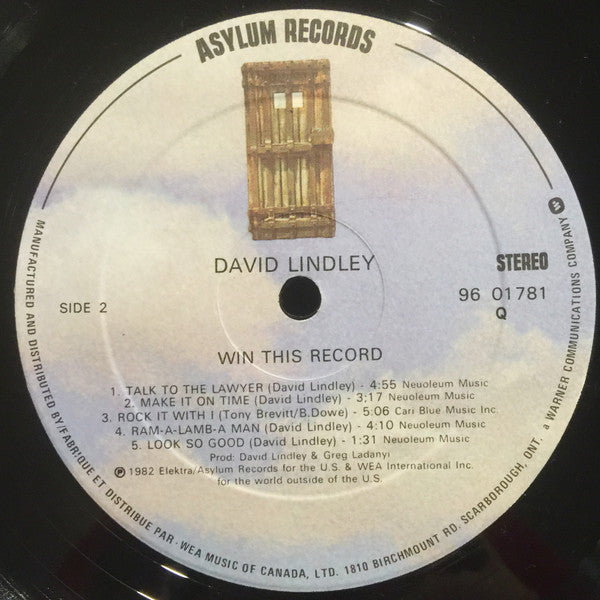 ASYLUM RECORDS
DAVID LINDLEY
STEREO
SIDE 2
96 01781
Q
WIN THIS RECORD
1. TALK TO THE LAWYER (David Lindley) - 4:55 Neuoleum Music
2. MAKE IT ON TIME (David Lindley) - 3:17 Neuoleum Music
3. ROCK IT WITH I (Tony Brevitt/B.Dowe) - 5:06 Cari Blue Music Inc.
4. RAM-A-LAMB-A MAN (David Lindley) - 4:10 Neuoleum Music
5. LOOK SO GOOD (David Lindley) - 1:31 Neuoleum Music
Prod: David Lindley & Greg Ladanyi
Ⓟ 1982 Elektra/Asylum Records for the U.S. & WEA International Inc.
for the world outside of the U.S.
MANUFACTURED AND DISTRIBUTED BY/FABRIQUE ET DISTRIBUE PAR - WEA MUSIC OF CANADA, LTD. 1810 BIRCHMOUNT RD. SCARBOROUGH, ONT. a WARNER COMMUNICATIONS COMPANY